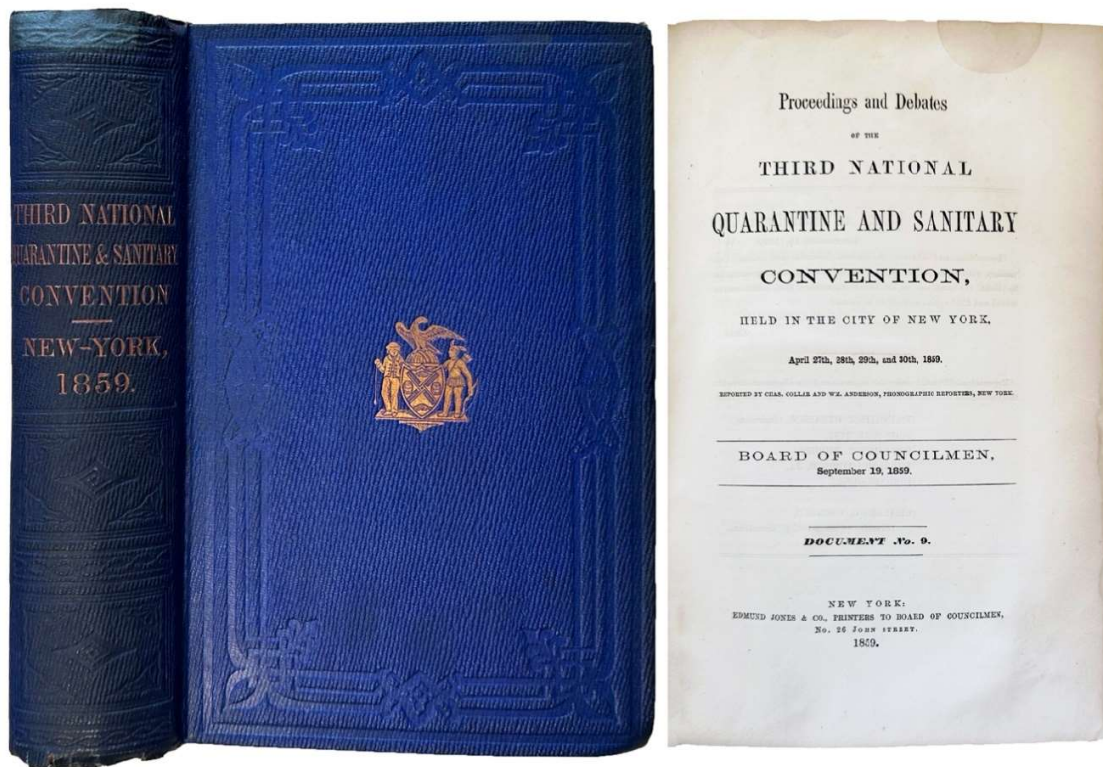 THIRD NATIONAL
QUARANTINE & SANITARY
CONVENTION
NEW-YORK,
1859.
Proceedings and Debates
OF THE
THIRD NATIONAL
QUARANTINE AND SANITARY
CONVENTION,
HELD IN THE CITY OF NEW YORK,
April 27th, 28th, 29th, and 30th, 1859.
REPORTED BY CHAS. COLLAR AND WM. ANDERSON, PHONOGRAPHIC REPORTERS, NEW YORK.
BOARD OF COUNCILMEN,
September 19, 1859.
DOCUMENT No. 9.
NEW YORK:
EDMUND JONES & CO., PRINTERS TO BOARD OF COUNCILMEN,
No. 26 JOHN STREET.
1859.